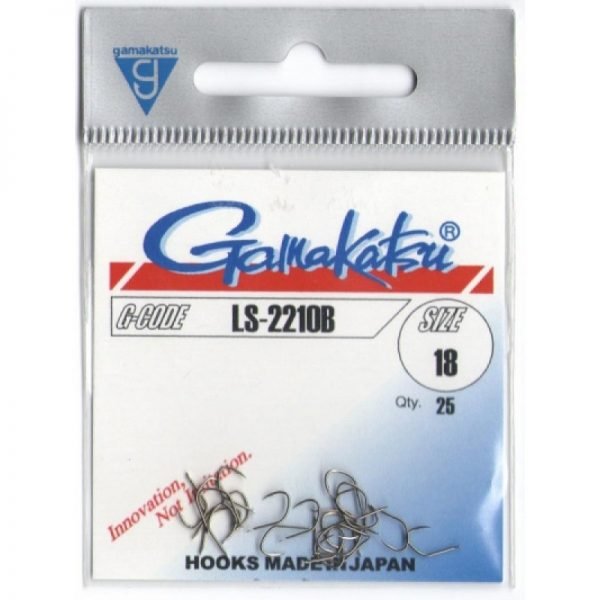 gamakatsu
g
Gamakatsu®
G-CODE LS-2210B
SIZE
18
Qty. 25
Innovation,
Not Imitation.
HOOKS MADE IN JAPAN